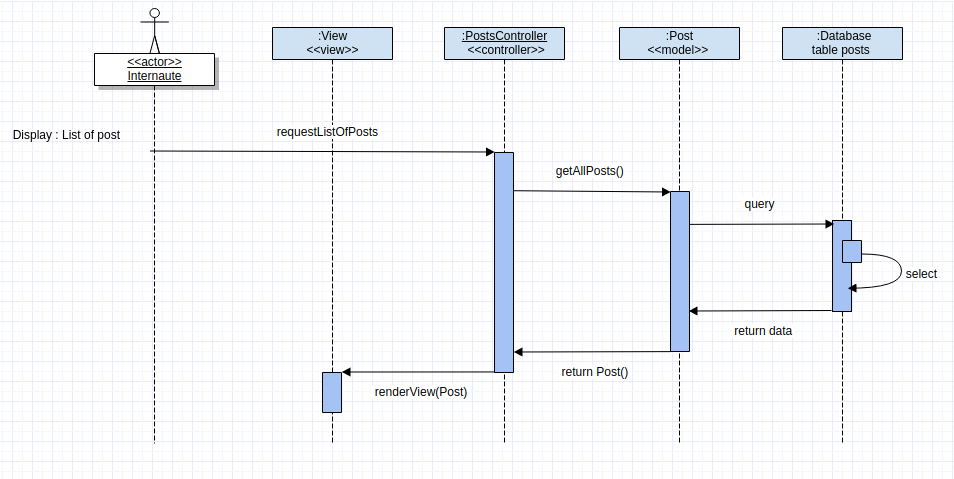 <<actor>>
Internaute
:View
<<view>>
:PostsController
<<controller>>
:Post
<<model>>
:Database
table posts
Display : List of post
requestListOfPosts
getAllPosts()
query
select
return data
return Post()
renderView(Post)